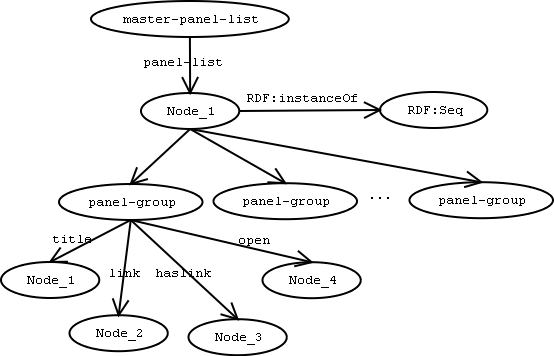 master-panel-list
panel-list
RDF:instanceOf
Node_1
RDF:Seq
panel-group
panel-group
...
panel-group
title
open
link
haslink
Node_1
Node_4
Node_2
Node_3